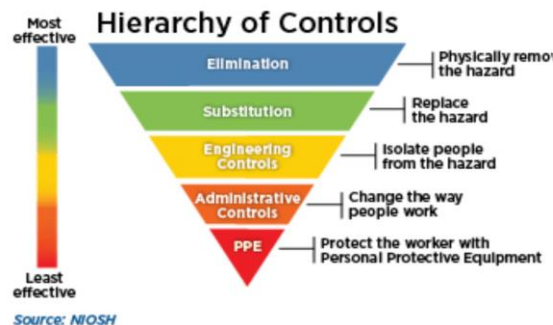 Most
effective
Hierarchy of Controls
Elimination
Physically remov
the hazard
Substitution
Replace
the hazard
Engineering
Controls
Isolate people
from the hazard
Administrative
Controls
Change the way
people work
PPE
Protect the worker with
Personal Protective Equipment
Least
effective
Source: NIOSH